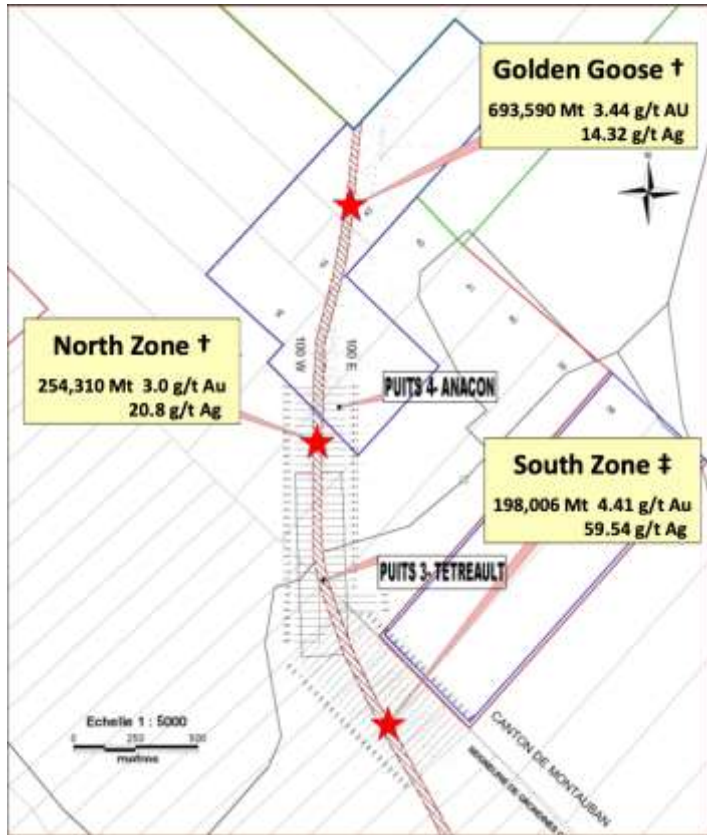 Golden Goose †
693,590 Mt 3.44 g/t AU
14.32 g/t Ag
North Zone †
254,310 Mt 3.0 g/t Au
20.8 g/t Ag
100 W
100 E
PUITS 4- ANACON
South Zone ‡
198,006 Mt 4.41 g/t Au
59.54 g/t Ag
PUITS 3- TETREAULT
Echelle 1 : 5000
0 250 500
metres
CANTON DE MONTAUBAN